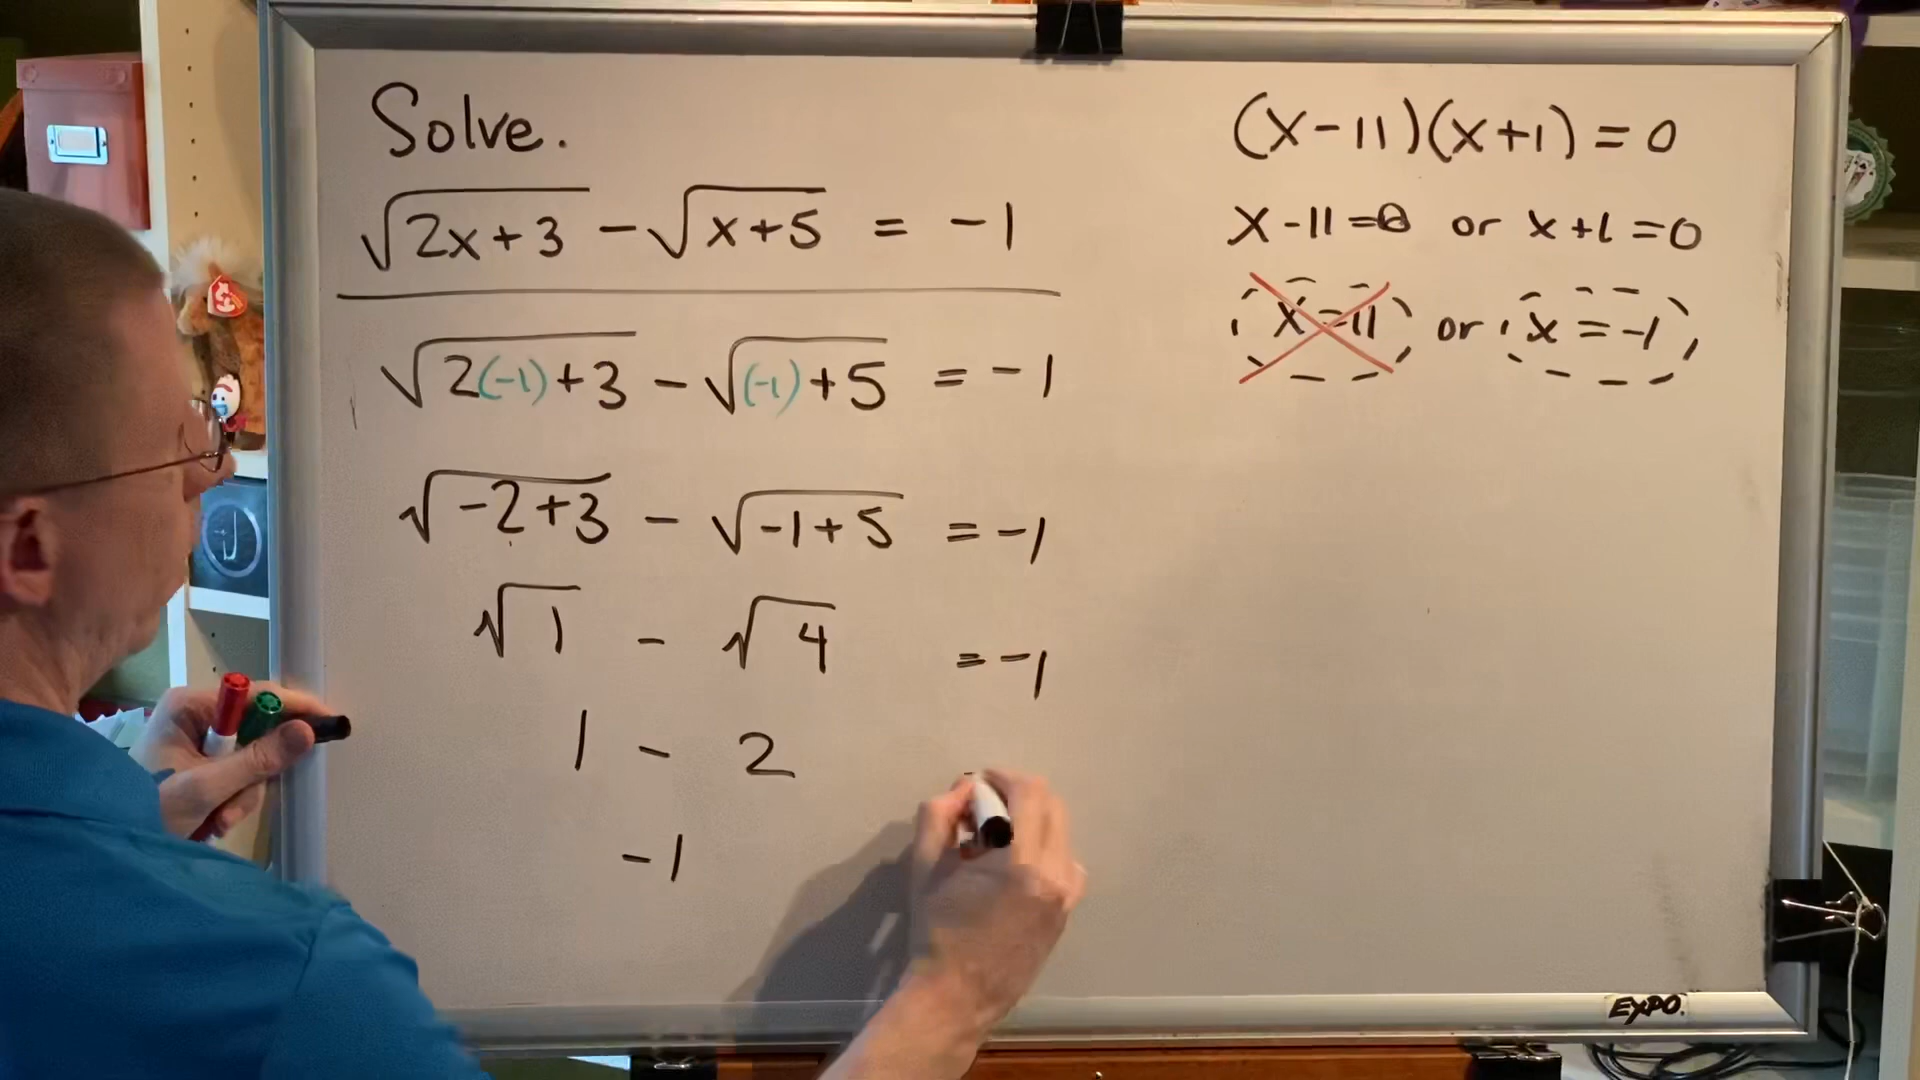 Solve.
√(2x+3) - √(x+5) = -1
√(2(-1)+3) - √((-1)+5) = -1
√(-2+3) - √(-1+5) = -1
√1 - √4 = -1
1 - 2
-1
(x-11)(x+1)=0
x-11=0 or x+1=0
x=11 or x=-1
EXPO.